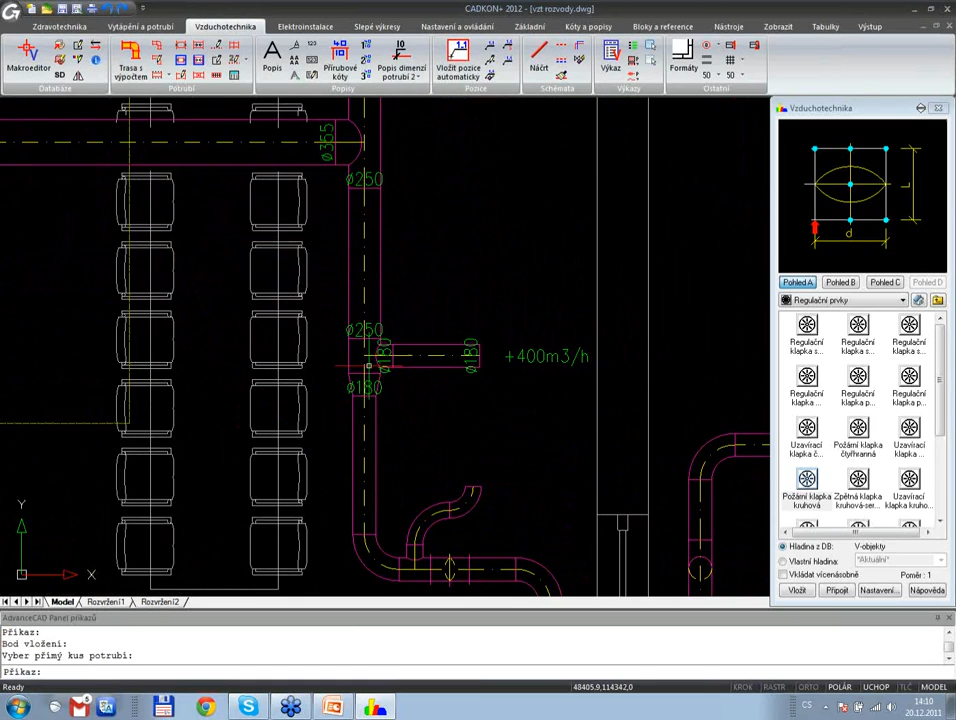 CADKON+ 2012 - [vzt rozvody.dwg]
Zdravotechnika Vytápění a potrubí Vzduchotechnika Elektroinstalace Slepé výkresy Nastavení a ovládání Základní Kóty a popisy Bloky a reference Nástroje Zobrazit Tabulky Výstup
Makroeditor
SD
Trasa s výpočtem
Popis
Přírubové kóty
Popis dimenzí potrubí 2
Vložit pozice automaticky
Náčrt
Výkaz
Formáty
50
50
Databáze Potrubí Popisy Pozice Schémata Výkazy Ostatní
Vzduchotechnika
L
d
Pohled A Pohled B Pohled C Pohled D
Regulační prvky
Regulační klapka s...
Regulační klapka s...
Regulační klapka s...
Regulační klapka ...
Regulační klapka p...
Regulační klapka p...
Uzavírací klapka č...
Požární klapka čtyřhranná
Uzavírací klapka ...
Požární klapka kruhová
Zpětná klapka kruhová-ser...
Uzavírací klapka kruho...
Hladina z DB: V-objekty
Vlastní hladina: "Aktuální"
Vkládat vícenásobně Poměr : 1
Vložit Připojit Nastavení... Nápověda
ø355
ø250
ø250
ø180
ø180
ø180
+400m3/h
Y
X
Model Rozvržení1 Rozvržení2
AdvanceCAD Panel příkazů
Příkaz:
Bod vložení:
Vyber přímý kus potrubí:
Příkaz:
Ready
48405.9,114342,0
KROK RASTR ORTO POLÁR UCHOP TLČ MODEL
CS
14:10
20.12.2011